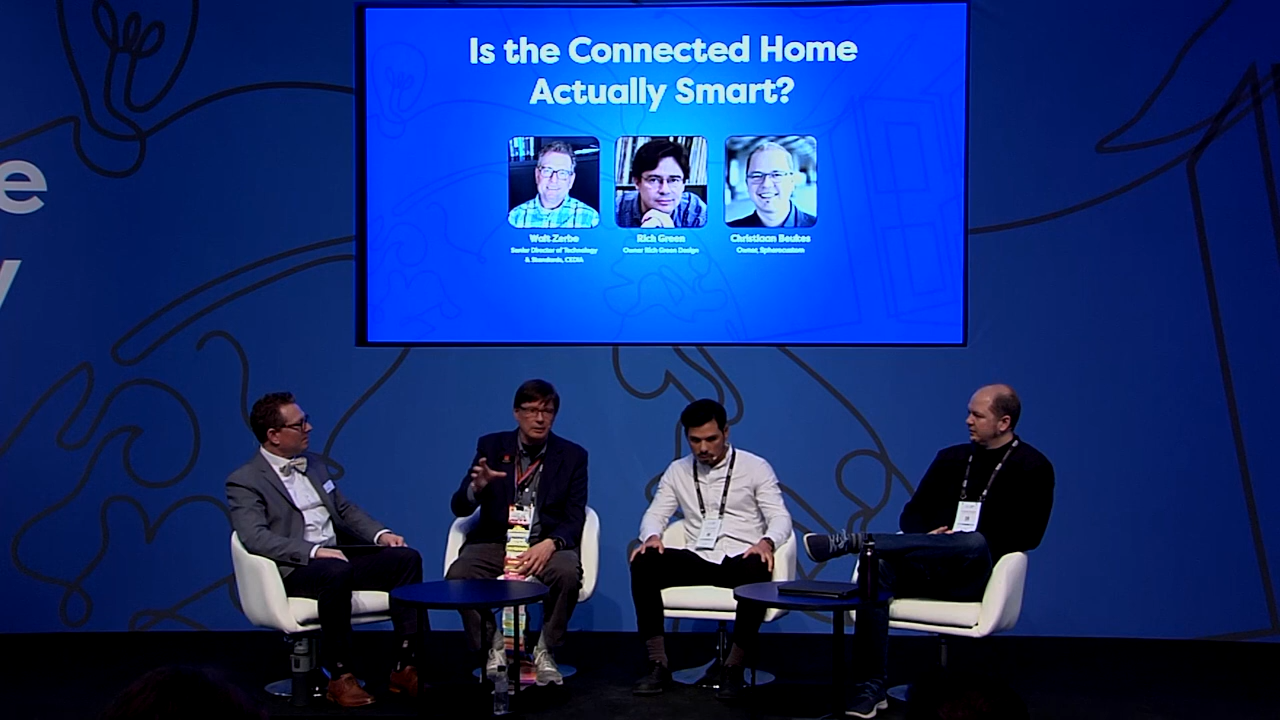 Is the Connected Home
Actually Smart?
Walt Zerbe
Senior Director of Technology
& Standards, CEDIA
Rich Green
Owner Rich Green Design
Christiaan Beukes
Owner, Spherecustom
e
y